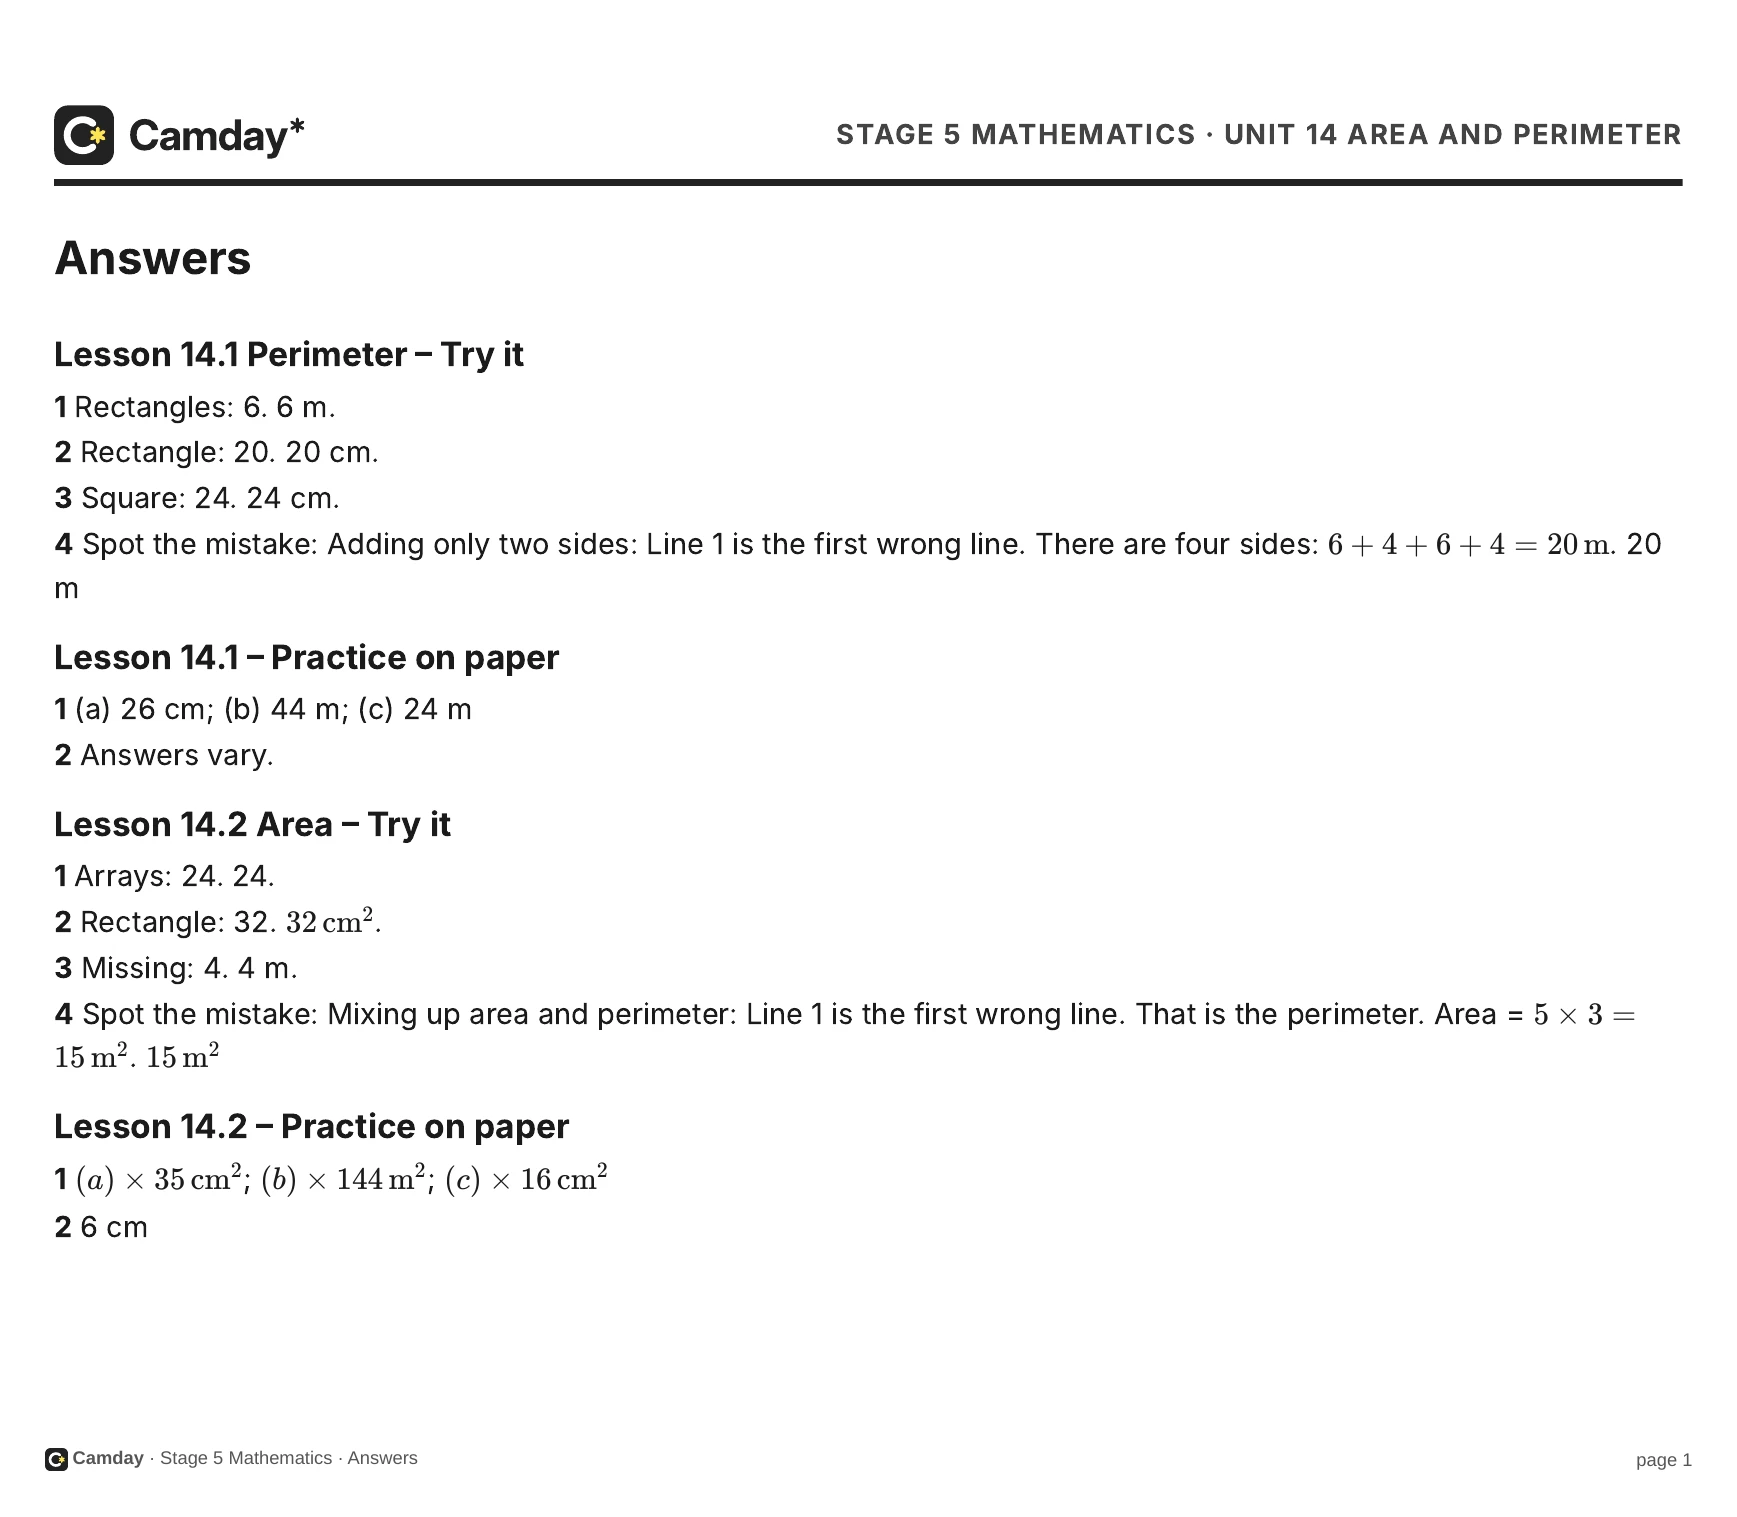 Camday*
STAGE 5 MATHEMATICS · UNIT 14 AREA AND PERIMETER
Answers
Lesson 14.1 Perimeter – Try it
1 Rectangles: 6. 6 m.
2 Rectangle: 20. 20 cm.
3 Square: 24. 24 cm.
4 Spot the mistake: Adding only two sides: Line 1 is the first wrong line. There are four sides: 6 + 4 + 6 + 4 = 20 m. 20
m
Lesson 14.1 – Practice on paper
1 (a) 26 cm; (b) 44 m; (c) 24 m
2 Answers vary.
Lesson 14.2 Area – Try it
1 Arrays: 24. 24.
2 Rectangle: 32. 32 cm².
3 Missing: 4. 4 m.
4 Spot the mistake: Mixing up area and perimeter: Line 1 is the first wrong line. That is the perimeter. Area = 5 × 3 =
15 m². 15 m²
Lesson 14.2 – Practice on paper
1 (a) × 35 cm²; (b) × 144 m²; (c) × 16 cm²
2 6 cm
Camday · Stage 5 Mathematics · Answers
page 1